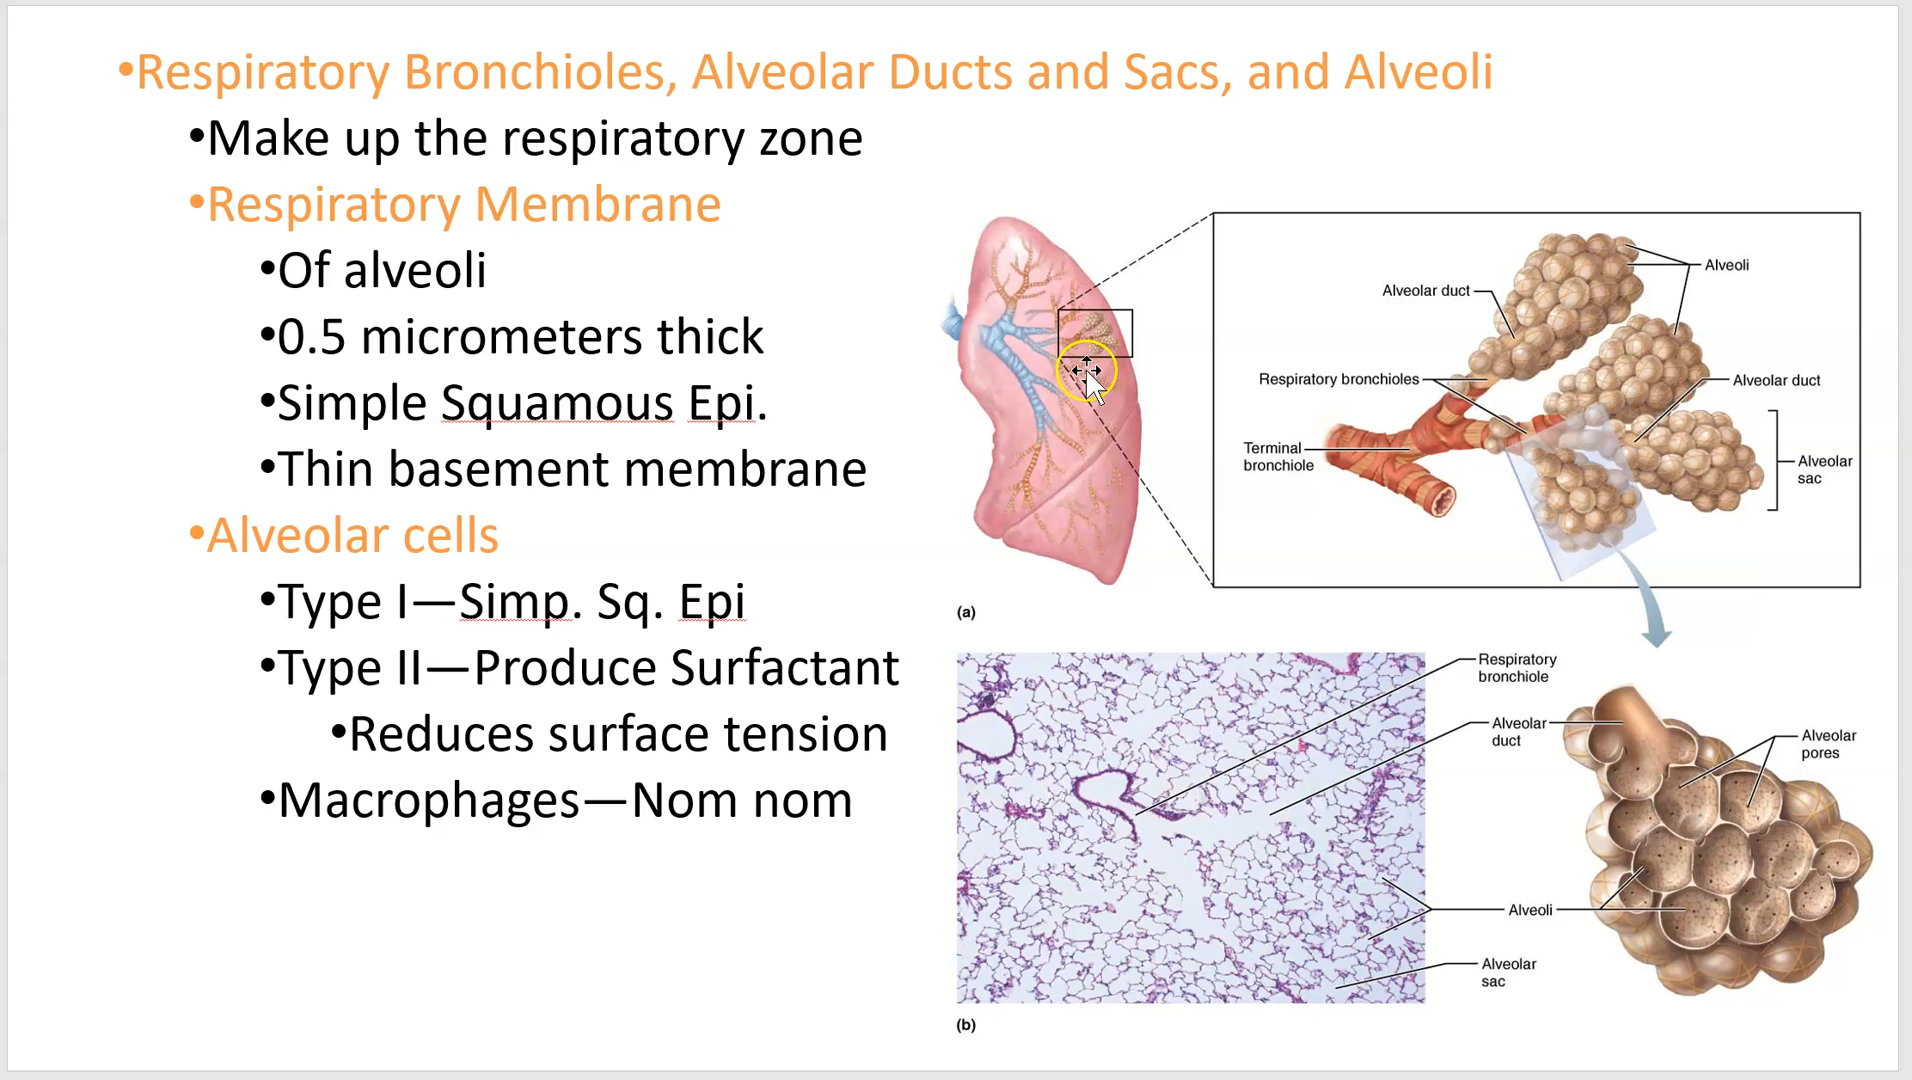 •Respiratory Bronchioles, Alveolar Ducts and Sacs, and Alveoli
•Make up the respiratory zone
•Respiratory Membrane
•Of alveoli
•0.5 micrometers thick
•Simple Squamous Epi.
•Thin basement membrane
•Alveolar cells
•Type I—Simp. Sq. Epi
•Type II—Produce Surfactant
•Reduces surface tension
•Macrophages—Nom nom
Alveoli
Alveolar duct
Respiratory bronchioles
Alveolar duct
Terminal
bronchiole
Alveolar
sac
(a)
Respiratory
bronchiole
Alveolar
duct
Alveolar
pores
Alveoli
Alveolar
sac
(b)